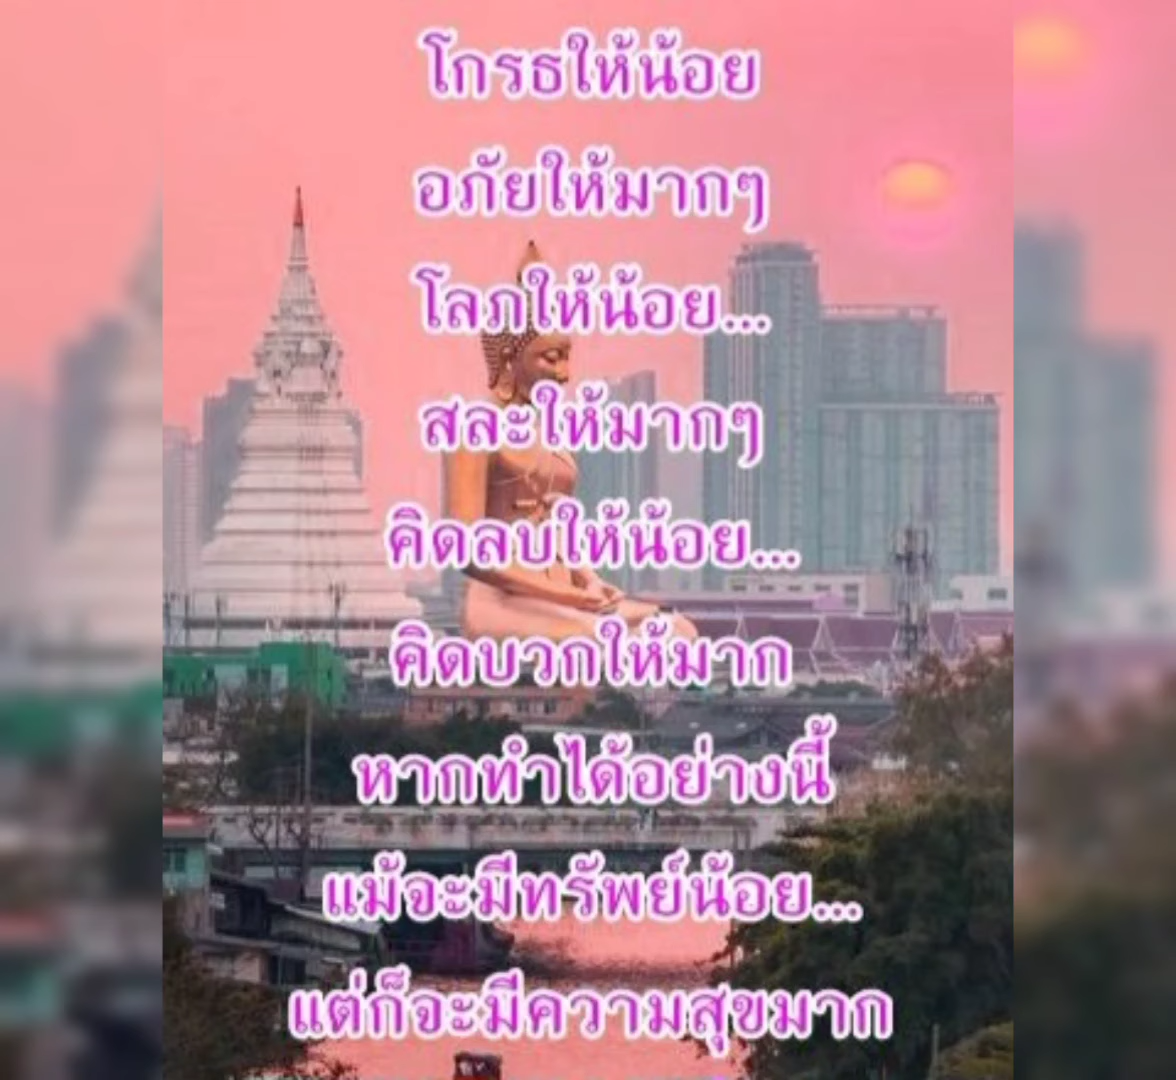 โกรธให้น้อย
อภัยให้มากๆ
โลภให้น้อย...
สละให้มากๆ
คิดลบให้น้อย...
คิดบวกให้มาก
หากทำได้อย่างนี้
แม้จะมีทรัพย์น้อย...
แต่ก็จะมีความสุขมาก